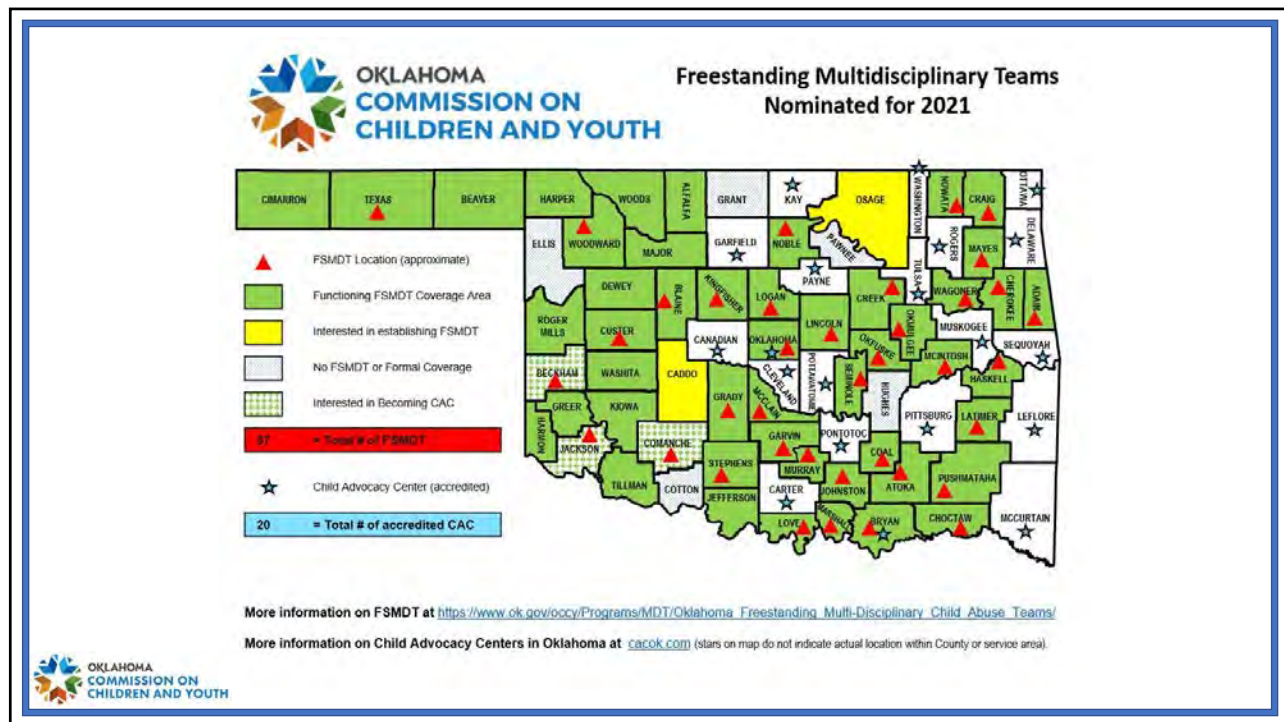 OKLAHOMA
COMMISSION ON
CHILDREN AND YOUTH
Freestanding Multidisciplinary Teams
Nominated for 2021
CIMARRON
TEXAS
BEAVER
HARPER
WOODS
ALFALFA
GRANT
KAY
OSAGE
WASHINGTON
NOWATA
CRAIG
OTTAWA
ELLIS
WOODWARD
MAJOR
GARFIELD
NOBLE
PAWNEE
ROGERS
MAYES
DELAWARE
FSMDT Location (approximate)
Functioning FSMDT Coverage Area
Interested in establishing FSMDT
No FSMDT or Formal Coverage
Interested in Becoming CAC
37 = Total # of FSMDT
Child Advocacy Center (accredited)
20 = Total # of accredited CAC
DEWEY
BLAINE
KINGFISHER
LOGAN
PAYNE
CREEK
TULSA
WAGONER
CHEROKEE
ADAIR
ROGER
MILLS
CUSTER
CANADIAN
OKLAHOMA
LINCOLN
OKFUSKE
OKMULGEE
MUSKOGEE
SEQUOYAH
BECKHAM
WASHITA
CADDO
CLEVELAND
POTTAWATOMIE
SEMINOLE
HUGHES
MCINTOSH
HASKELL
GREER
KIOWA
GRADY
MCCLAIN
PITTSBURG
LATIMER
LEFLORE
HARMON
JACKSON
COMANCHE
GARVIN
PONTOTOC
COAL
TILLMAN
COTTON
STEPHENS
MURRAY
JOHNSTON
ATOKA
PUSHMATAHA
JEFFERSON
CARTER
LOVE
MARSHALL
BRYAN
CHOCTAW
MCCURTAIN
More information on FSMDT at https://www.ok.gov/occy/Programs/MDT/Oklahoma_Freestanding_Multi-Disciplinary_Child_Abuse_Teams/
More information on Child Advocacy Centers in Oklahoma at cacok.com (stars on map do not indicate actual location within County or service area).
OKLAHOMA
COMMISSION ON
CHILDREN AND YOUTH